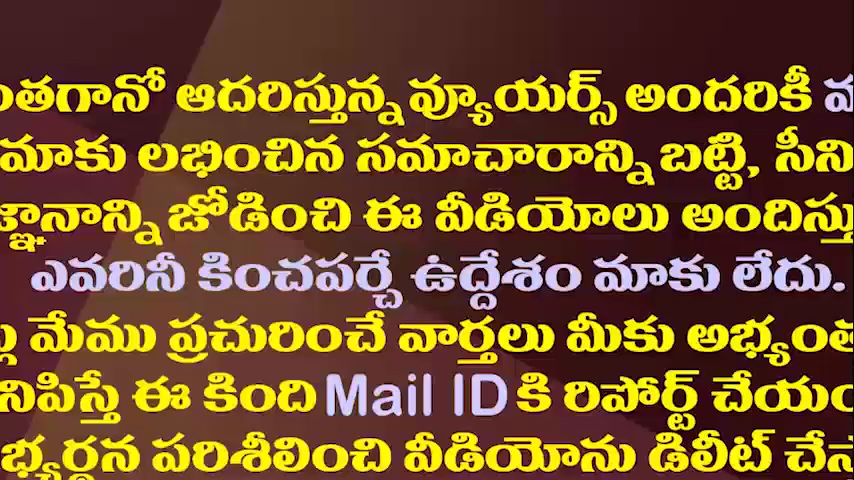 ంతగానో ఆదరిస్తున్న వ్యూయర్స్ అందరికీ
మాకు లభించిన సమాచారాన్ని బట్టి, సీని
జ్ఞానాన్ని జోడించి ఈ వీడియోలు అందిస్తు
ఎవరినీ కించపర్చే ఉద్దేశం మాకు లేదు.
మేము ప్రచురించే వార్తలు మీకు అభ్యంత
నిపిస్తే ఈ కింది Mail ID కి రిపోర్ట్ చేయం
భ్యర్థన పరిశీలించి వీడియోను డిలీట్ చేస